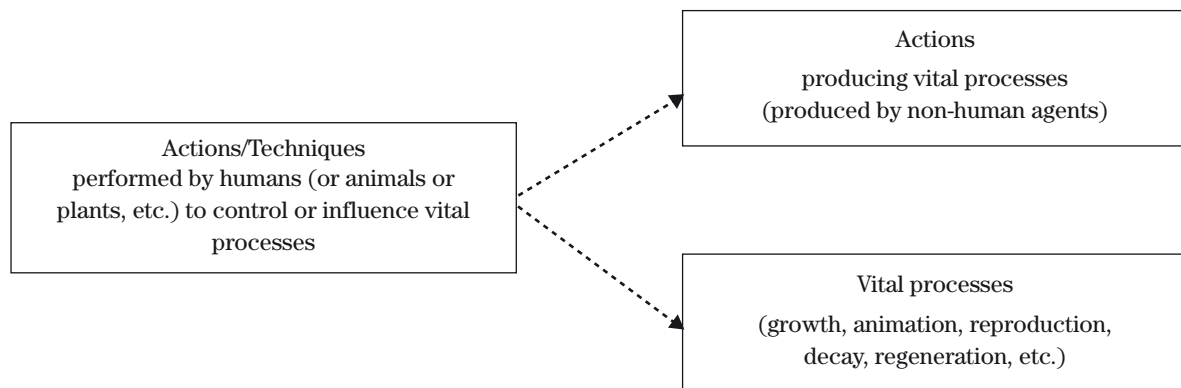 Actions
producing vital processes
(produced by non-human agents)
Actions/Techniques
performed by humans (or animals or
plants, etc.) to control or influence vital
processes
Vital processes
(growth, animation, reproduction,
decay, regeneration, etc.)